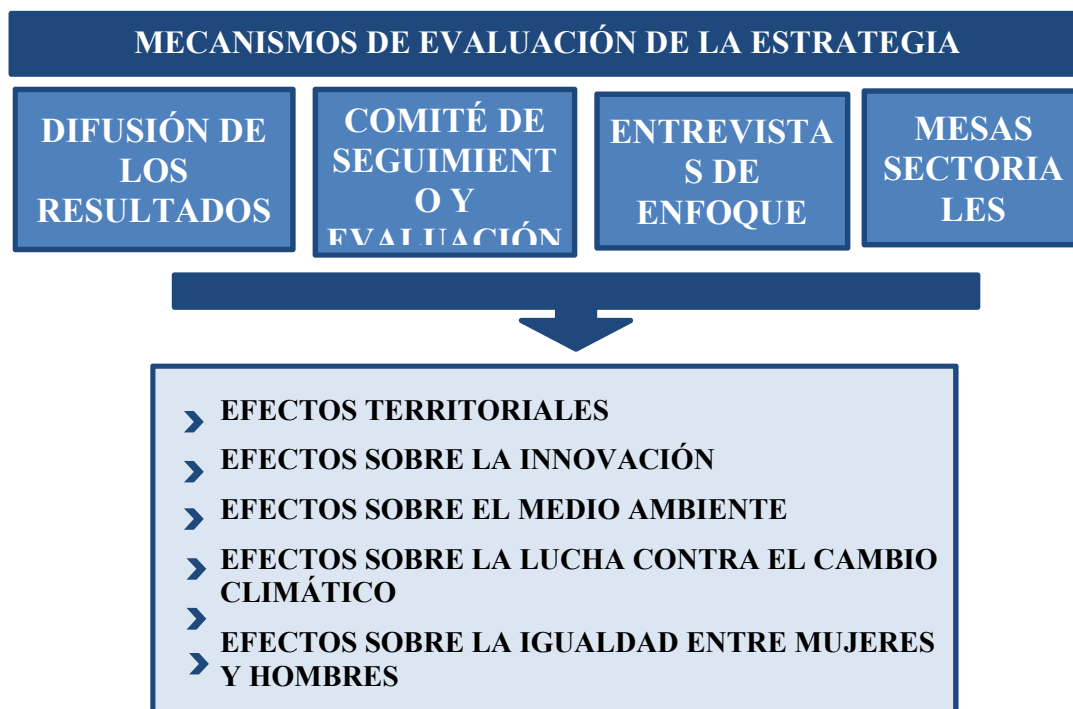 MECANISMOS DE EVALUACIÓN DE LA ESTRATEGIA
DIFUSIÓN DE
LOS
RESULTADOS
COMITÉ DE
SEGUIMIENT
O Y
EVALUACIÓN
ENTREVISTA
S DE
ENFOQUE
MESAS
SECTORIA
LES
EFECTOS TERRITORIALES
EFECTOS SOBRE LA INNOVACIÓN
EFECTOS SOBRE EL MEDIO AMBIENTE
EFECTOS SOBRE LA LUCHA CONTRA EL CAMBIO
CLIMÁTICO
EFECTOS SOBRE LA IGUALDAD ENTRE MUJERES
Y HOMBRES